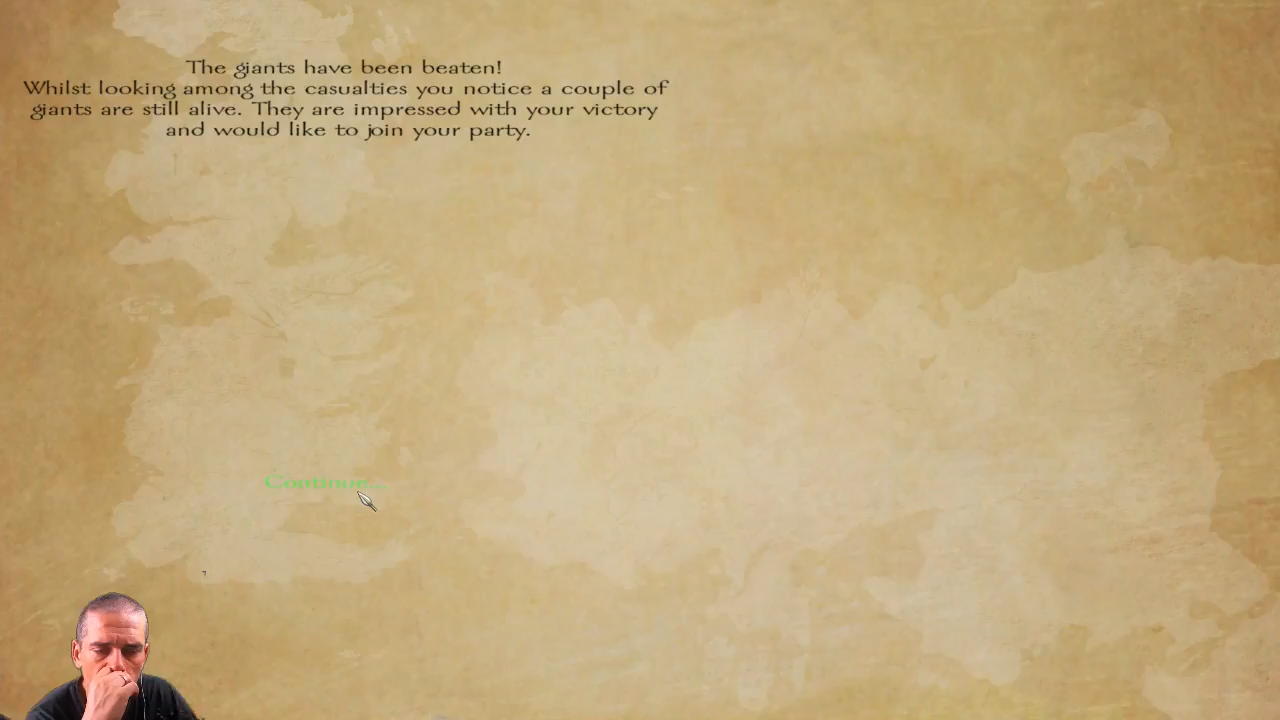 The giants have been beaten!
Whilst looking among the casualties you notice a couple of
giants are still alive. They are impressed with your victory
and would like to join your party.
Continue...